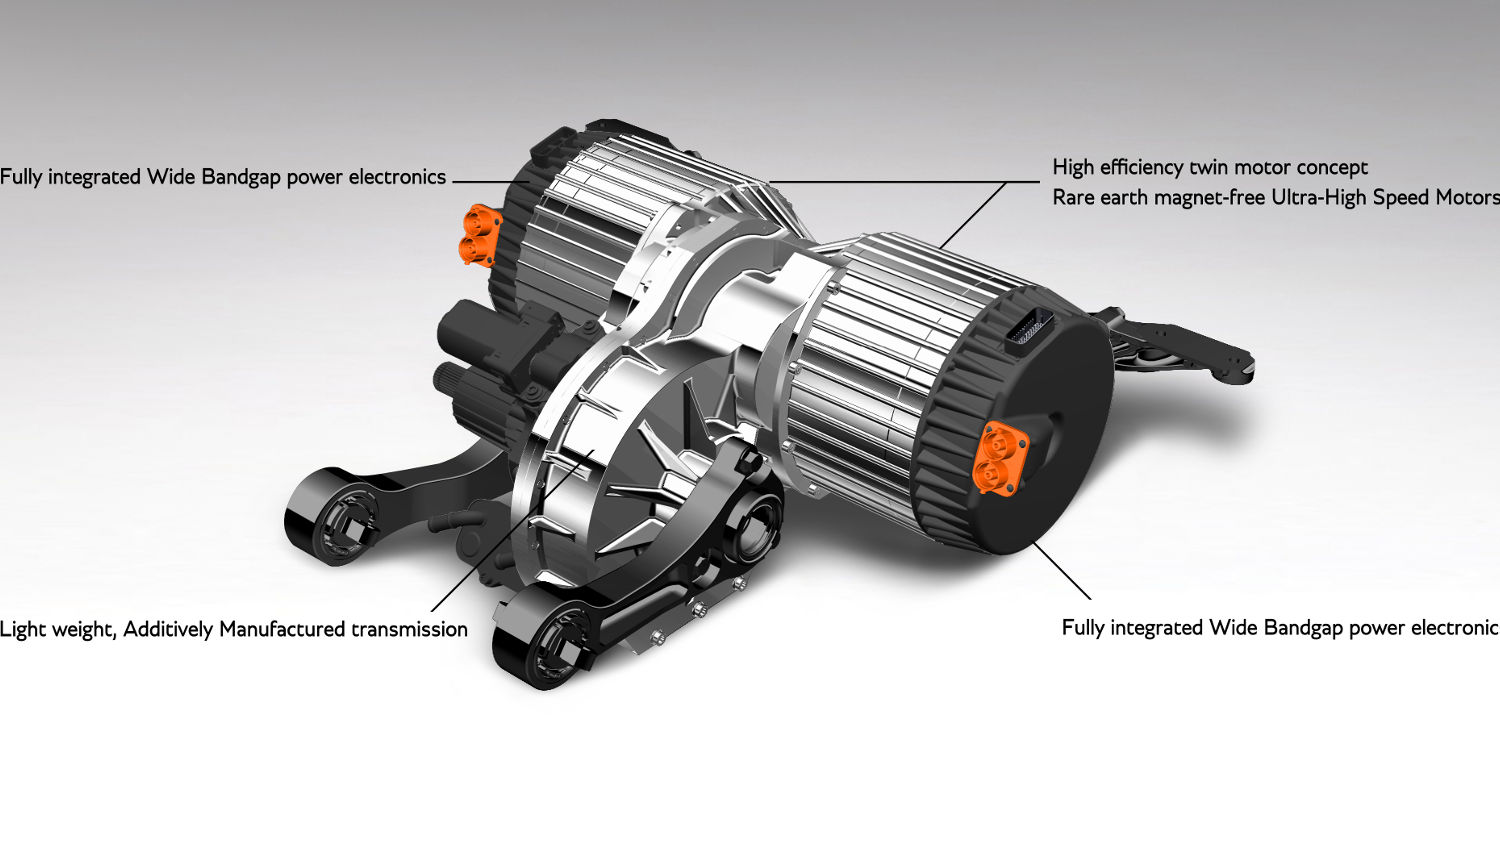 High efficiency twin motor concept
Fully integrated Wide Bandgap power electronics
Rare earth magnet-free Ultra-High Speed Motors
Light weight, Additively Manufactured transmission
Fully integrated Wide Bandgap power electronic